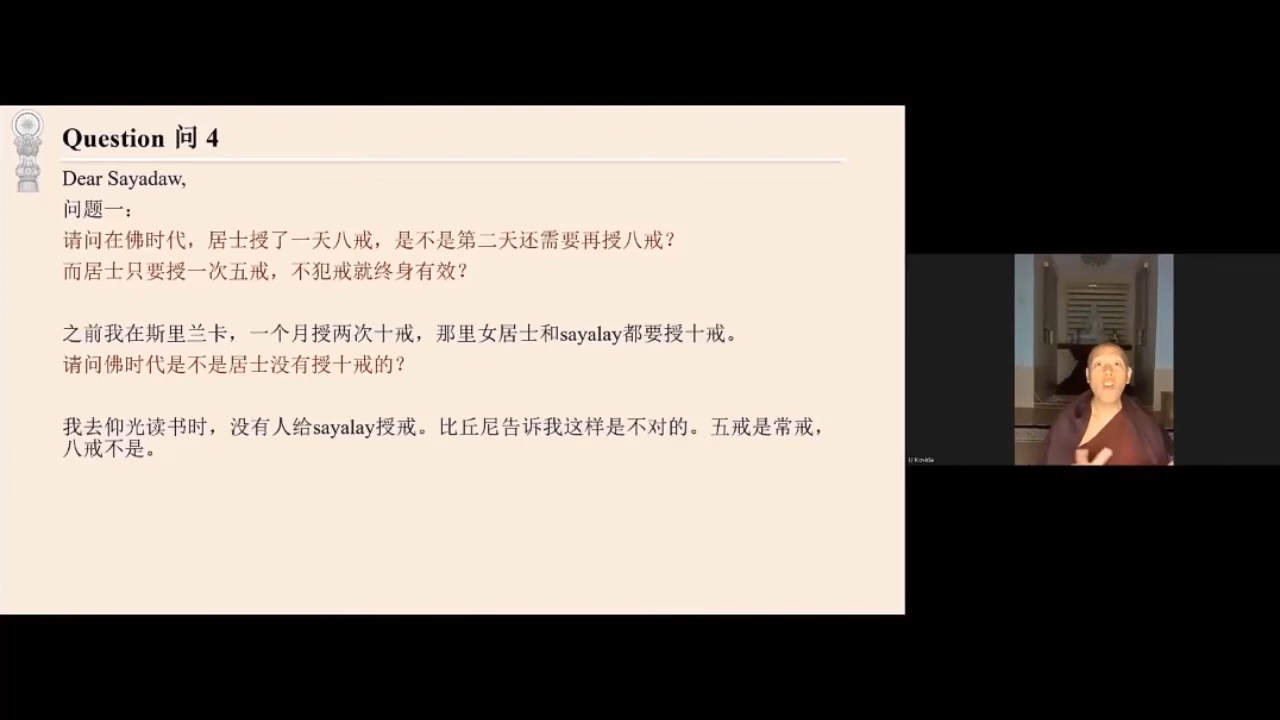 Question 问 4
Dear Sayadaw,
问题一：
请问在佛时代，居士授了一天八戒，是不是第二天还需要再授八戒？
而居士只要授一次五戒，不犯戒就终身有效？
之前我在斯里兰卡，一个月授两次十戒，那里女居士和sayalay都要授十戒。
请问佛时代是不是居士没有授十戒的？
我去仰光读书时，没有人给sayalay授戒。比丘尼告诉我这样是不对的。五戒是常戒，
八戒不是。
U Kovida